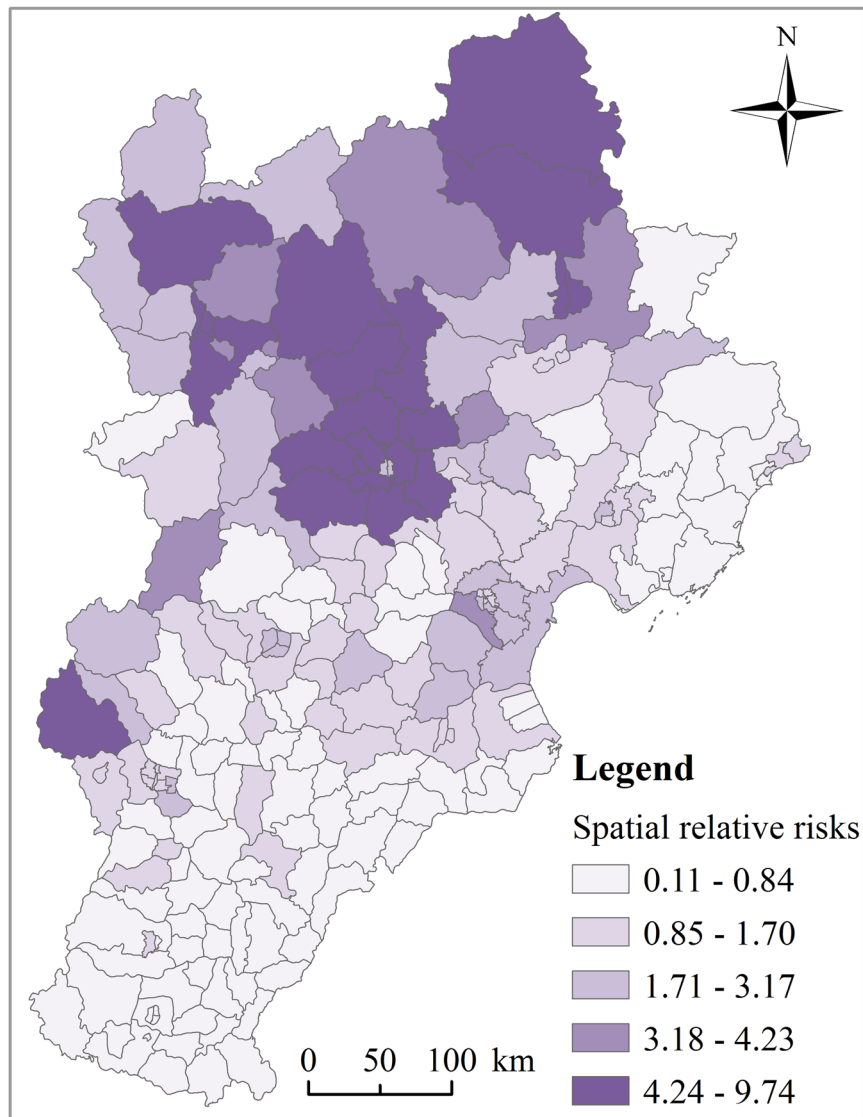 N
Legend
Spatial relative risks
0.11 - 0.84
0.85 - 1.70
1.71 - 3.17
3.18 - 4.23
4.24 - 9.74
0 50 100 km